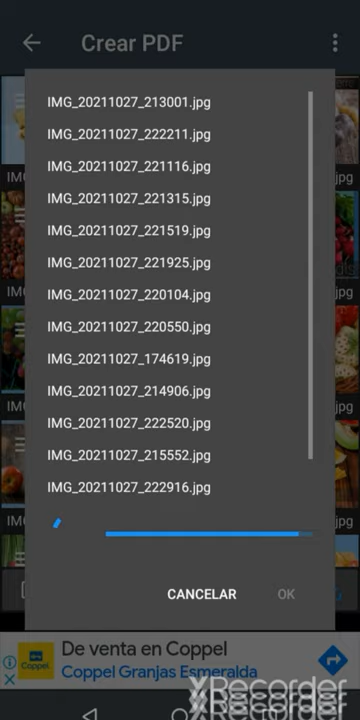 Crear PDF
IMG_20211027_213001.jpg
IMG_20211027_222211.jpg
IMG_20211027_221116.jpg
IMG_20211027_221315.jpg
IMG_20211027_221519.jpg
IMG_20211027_221925.jpg
IMG_20211027_220104.jpg
IMG_20211027_220550.jpg
IMG_20211027_174619.jpg
IMG_20211027_214906.jpg
IMG_20211027_222520.jpg
IMG_20211027_215552.jpg
IMG_20211027_222916.jpg
CANCELAR OK
Coppel
De venta en Coppel
Coppel Granjas Esmeralda
XRecorder